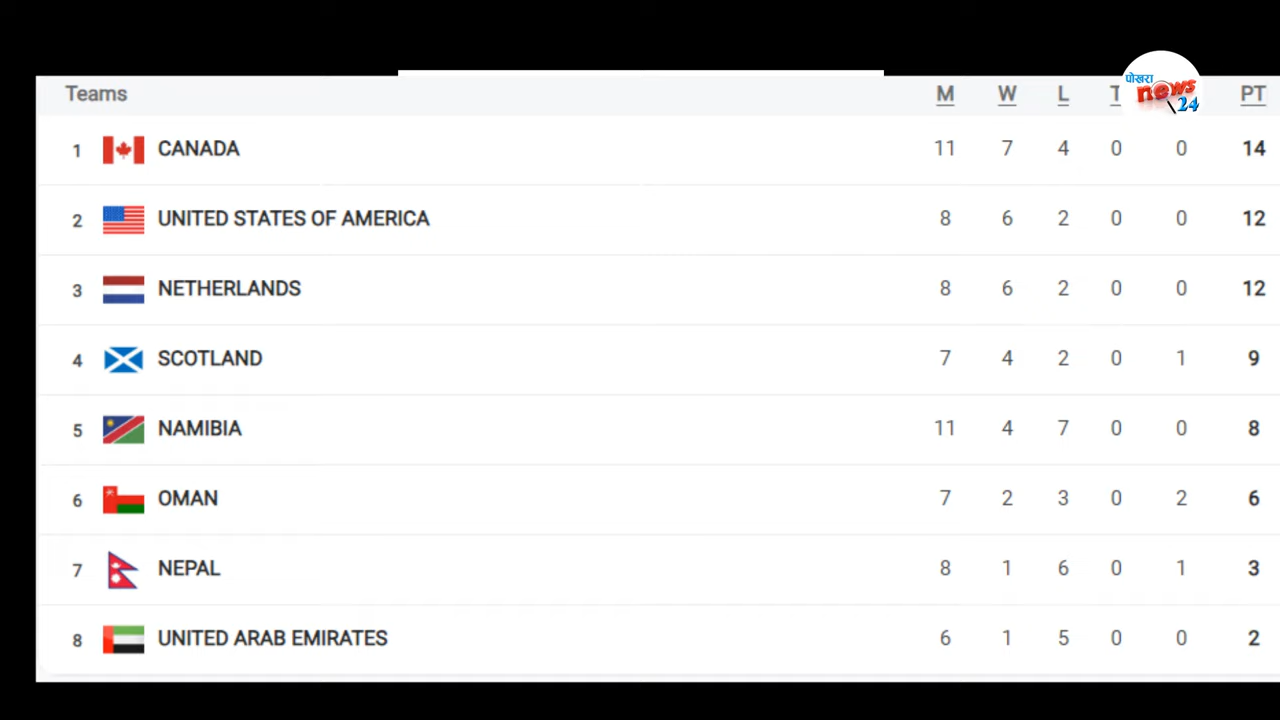 Teams M W L T PT
1 CANADA 11 7 4 0 0 14
2 UNITED STATES OF AMERICA 8 6 2 0 0 12
3 NETHERLANDS 8 6 2 0 0 12
4 SCOTLAND 7 4 2 0 1 9
5 NAMIBIA 11 4 7 0 0 8
6 OMAN 7 2 3 0 2 6
7 NEPAL 8 1 6 0 1 3
8 UNITED ARAB EMIRATES 6 1 5 0 0 2
पोखरा
news
24